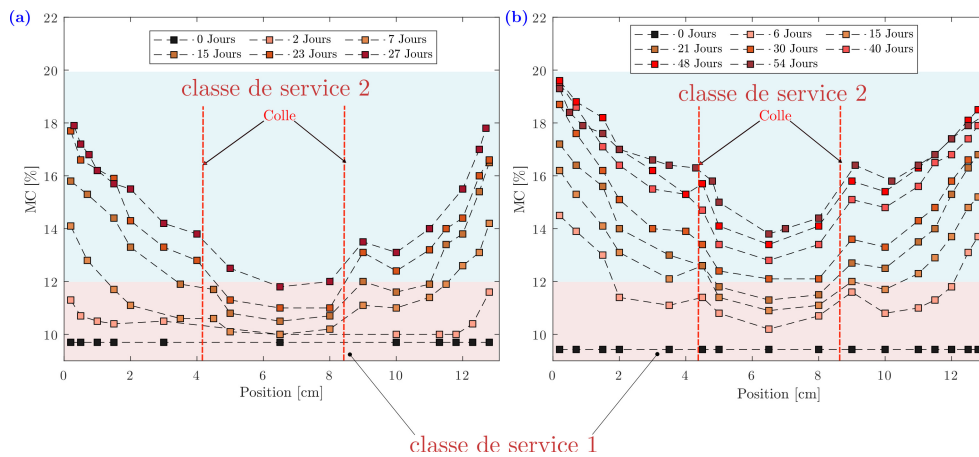 (a)
22
20
18
16
14
12
10
MC [%]
0 Jours
2 Jours
7 Jours
15 Jours
23 Jours
27 Jours
classe de service 2
Colle
0
2
4
6
8
10
12
Position [cm]
(b)
22
20
18
16
14
12
10
MC [%]
0 Jours
6 Jours
15 Jours
21 Jours
30 Jours
40 Jours
48 Jours
54 Jours
classe de service 2
Colle
0
2
4
6
8
10
12
Position [cm]
classe de service 1